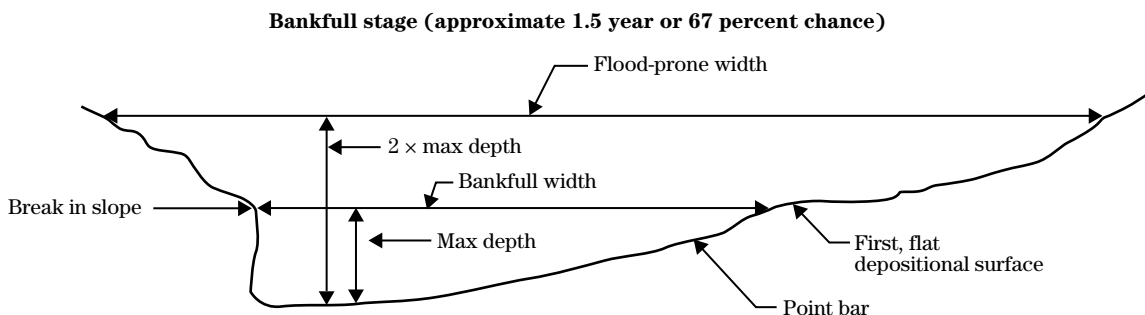 Bankfull stage (approximate 1.5 year or 67 percent chance)
Flood-prone width
2 × max depth
Bankfull width
Break in slope
Max depth
First, flat
depositional surface
Point bar